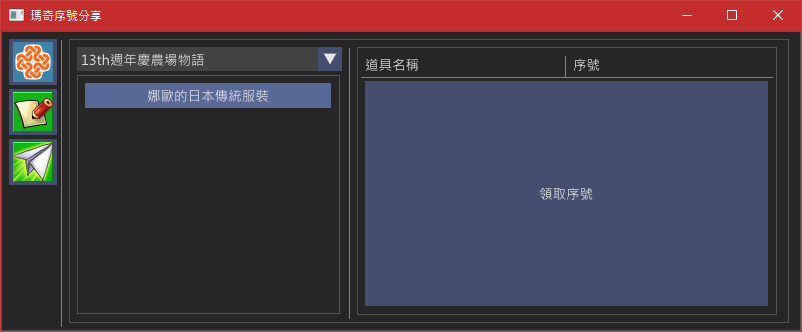 瑪奇序號分享
13th週年慶農場物語
娜歐的日本傳統服裝
道具名稱
序號
領取序號